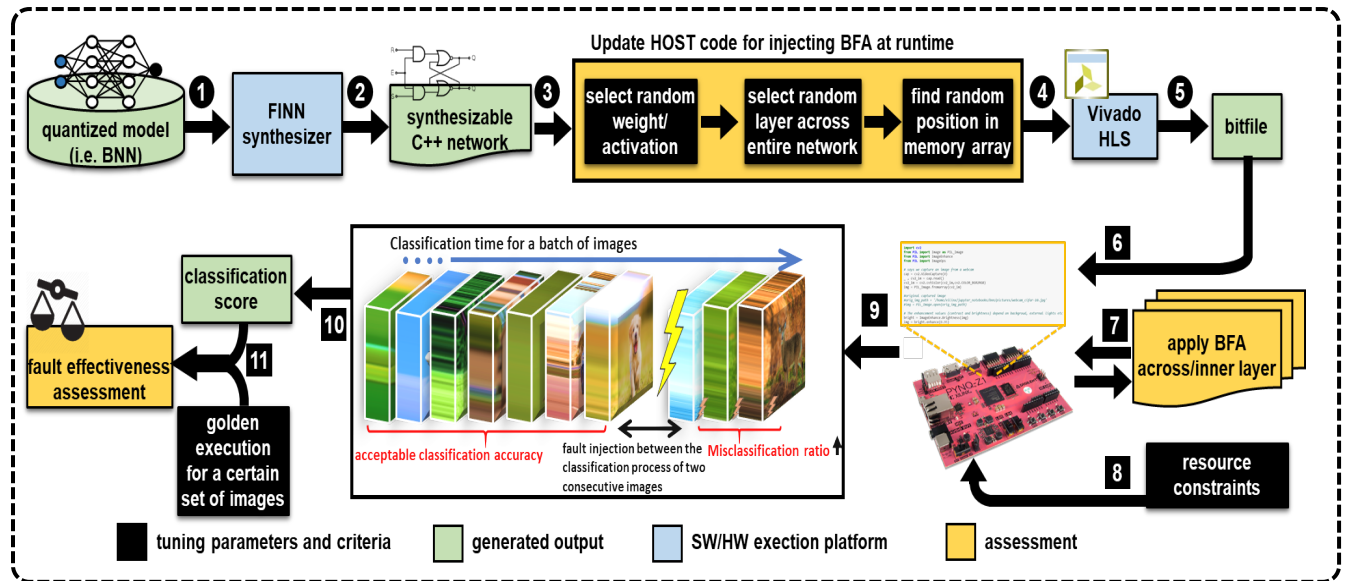 Update HOST code for injecting BFA at runtime
quantized model
(i.e. BNN)
1
FINN
synthesizer
2
R
E
S
Q
Q
synthesizable
C++ network
3
select random
weight/
activation
select random
layer across
entire network
find random
position in
memory array
4
Vivado
HLS
5
bitfile
6
7
apply BFA
across/inner layer
8
resource
constraints
PYNQ-Z1
9
Classification time for a batch of images
acceptable classification accuracy
fault injection between the
classification process of two
consecutive images
Misclassification ratio
10
classification
score
11
fault effectiveness
assessment
golden
execution
for a certain
set of images
tuning parameters and criteria
generated output
SW/HW exection platform
assessment